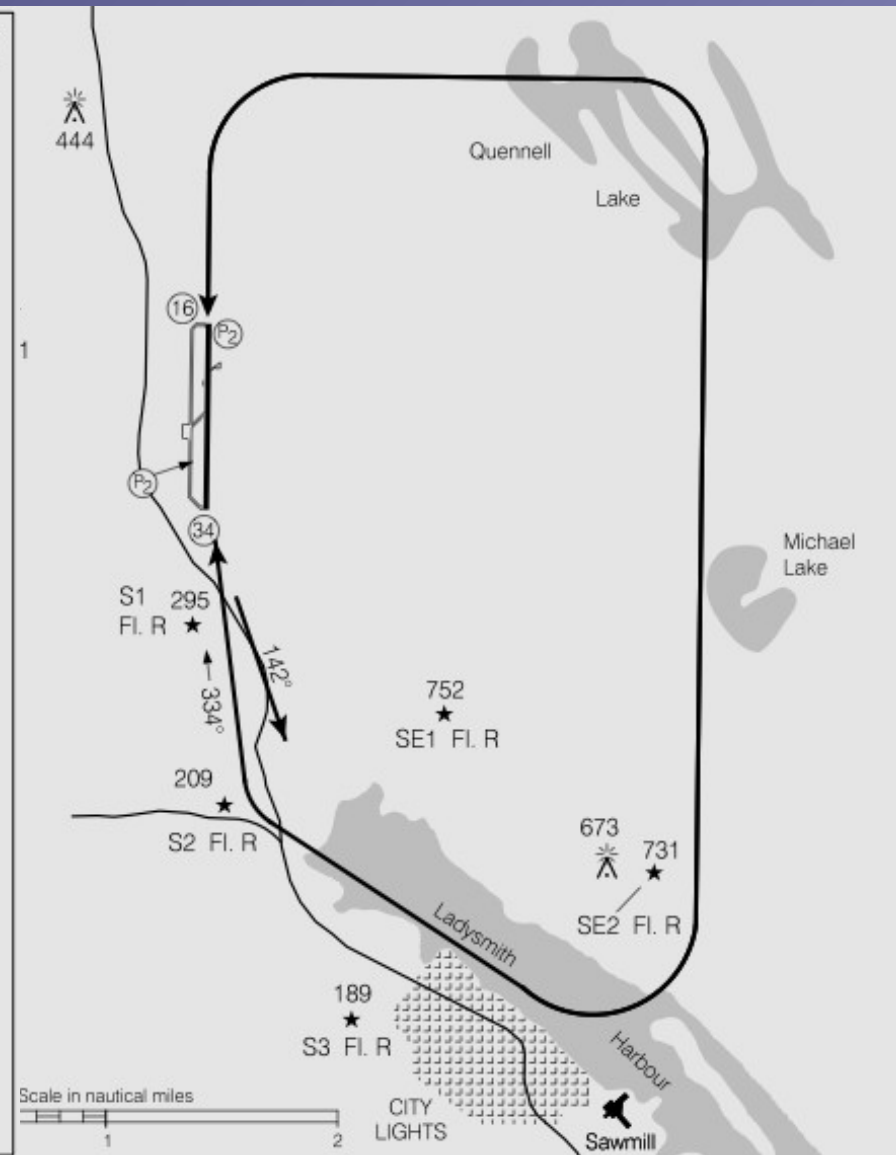 444
Quennell
Lake
16
P2
1
P2
34
Michael
Lake
S1 295
Fl. R
142°
334°
752
SE1 Fl. R
209
S2 Fl. R
673
731
SE2 Fl. R
Ladysmith
189
S3 Fl. R
Harbour
Scale in nautical miles
1
2
CITY
LIGHTS
Sawmill